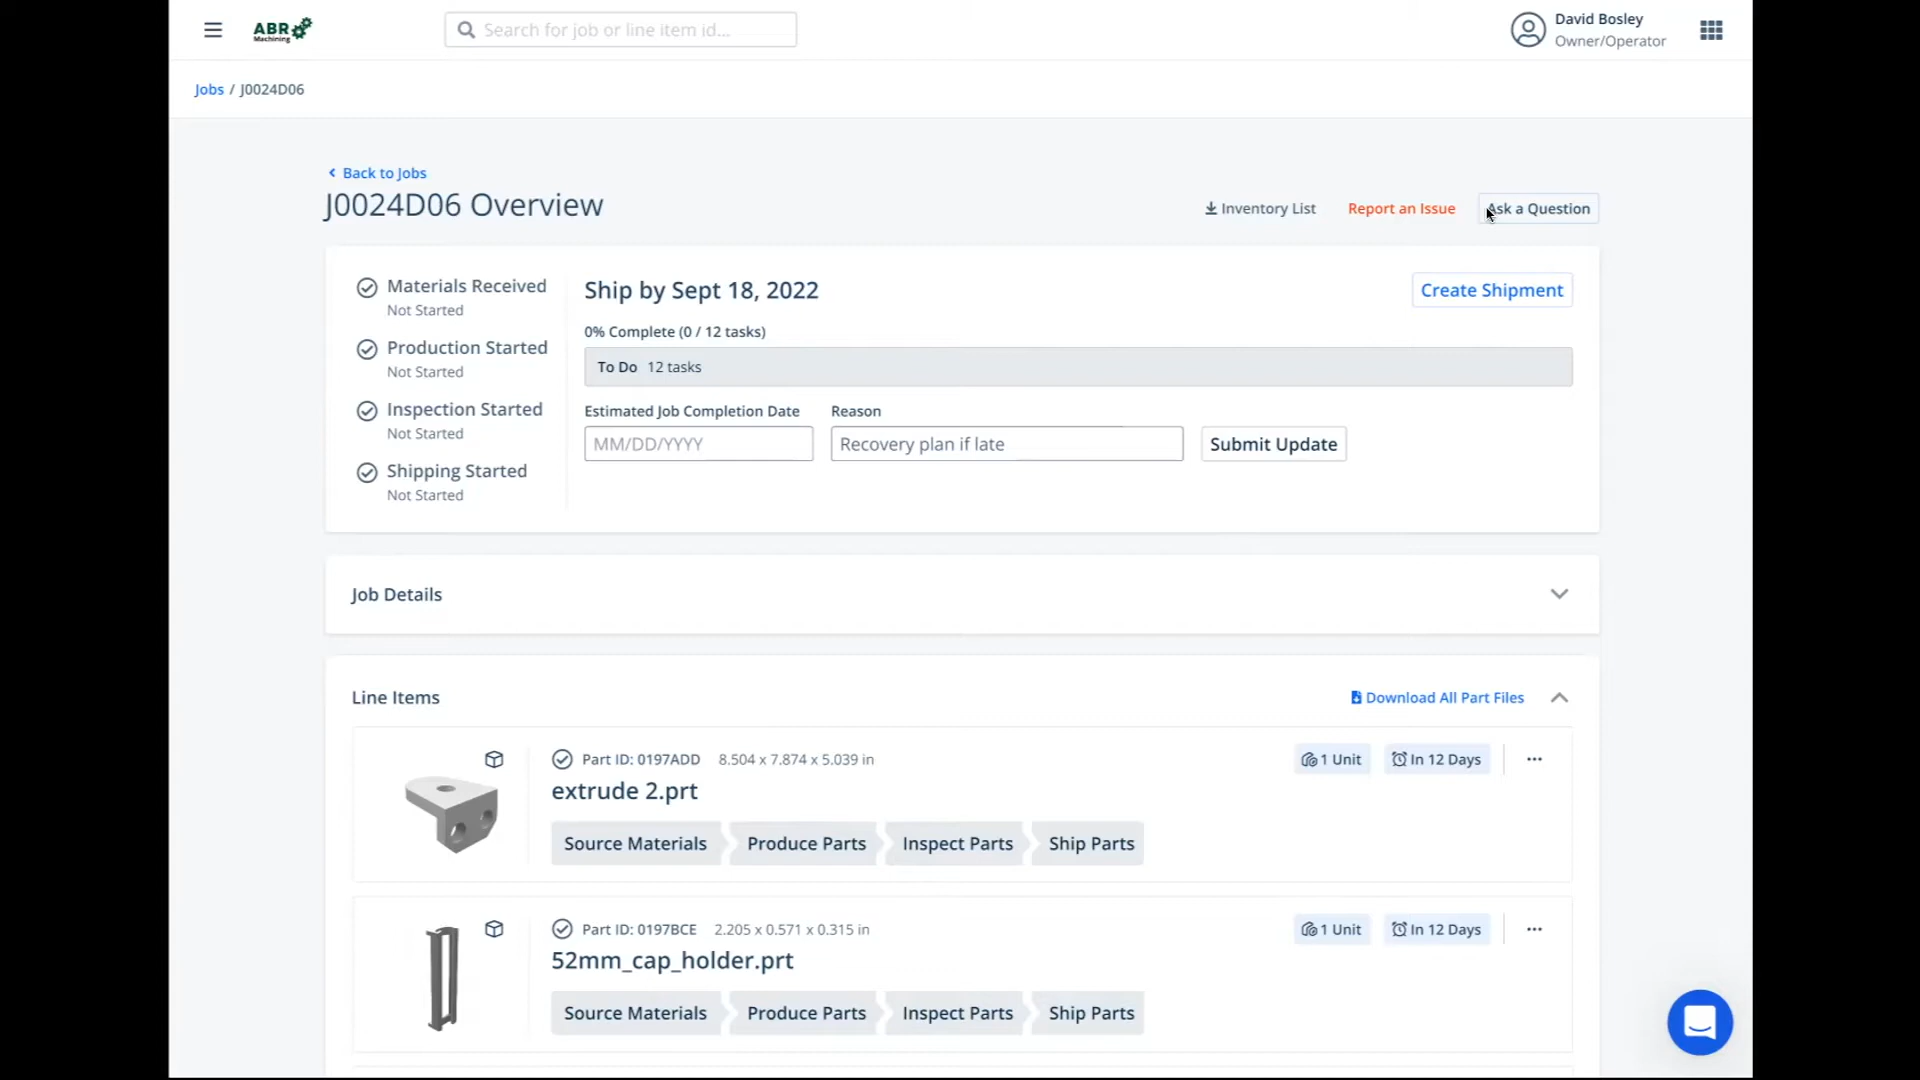 ABR
Machining
Search for job or line item id...
David Bosley
Owner/Operator
Jobs / J0024D06
Back to Jobs
J0024D06 Overview
Inventory List
Report an Issue
Ask a Question
Materials Received
Not Started
Production Started
Not Started
Inspection Started
Not Started
Shipping Started
Not Started
Ship by Sept 18, 2022
Create Shipment
0% Complete (0 / 12 tasks)
To Do 12 tasks
Estimated Job Completion Date
Reason
MM/DD/YYYY
Recovery plan if late
Submit Update
Job Details
Line Items
Download All Part Files
Part ID: 0197ADD 8.504 x 7.874 x 5.039 in
1 Unit
In 12 Days
extrude 2.prt
Source Materials
Produce Parts
Inspect Parts
Ship Parts
Part ID: 0197BCE 2.205 x 0.571 x 0.315 in
1 Unit
In 12 Days
52mm_cap_holder.prt
Source Materials
Produce Parts
Inspect Parts
Ship Parts